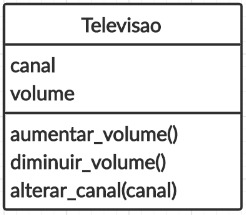 Televisao
canal
volume
aumentar_volume()
diminuir_volume()
alterar_canal(canal)